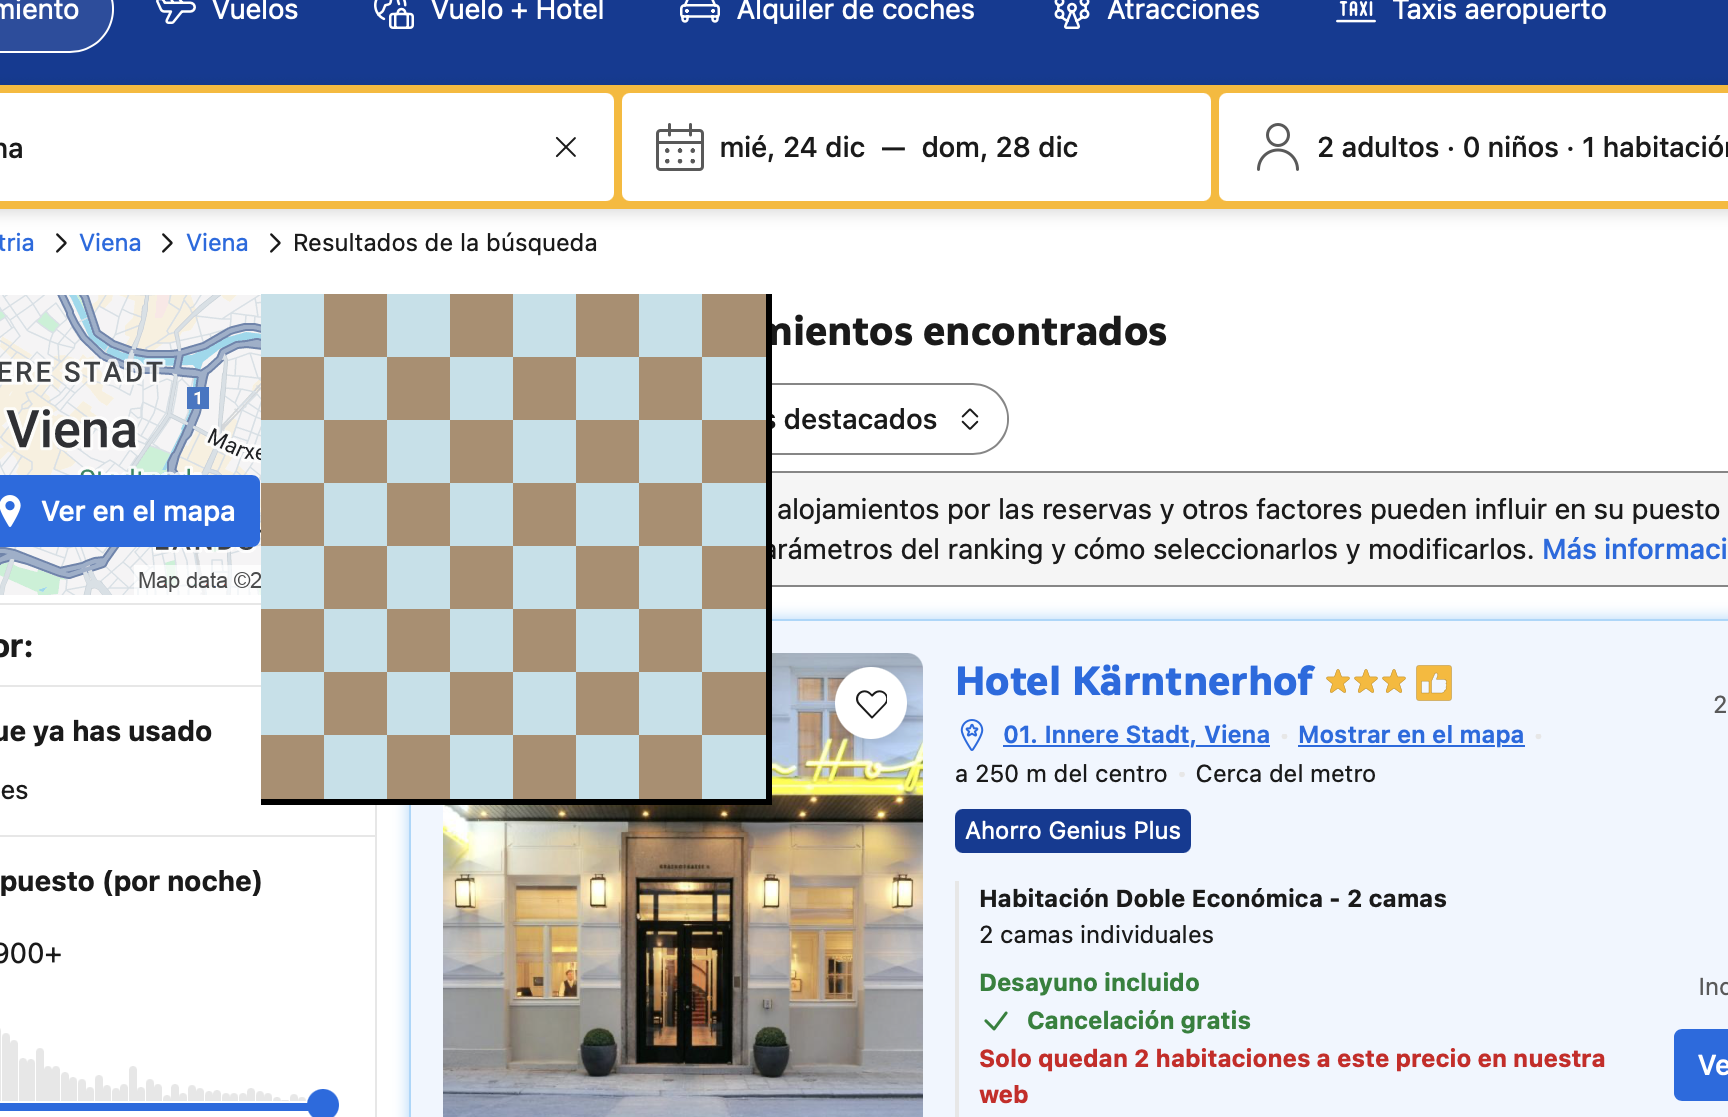 miento
Vuelos
Vuelo + Hotel
Alquiler de coches
Atracciones
TAXI
Taxis aeropuerto
na
mié, 24 dic — dom, 28 dic
2 adultos · 0 niños · 1 habitación
tria > Viena > Viena > Resultados de la búsqueda
ERE STADT
1
Viena
Marxe
Ver en el mapa
Map data ©2
mientos encontrados
s destacados
alojamientos por las reservas y otros factores pueden influir en su puesto
arámetros del ranking y cómo seleccionarlos y modificarlos. Más informaci
or:
ue ya has usado
es
puesto (por noche)
900+
Hotel Kärntnerhof
2
01. Innere Stadt, Viena
Mostrar en el mapa
a 250 m del centro
Cerca del metro
Ahorro Genius Plus
Habitación Doble Económica - 2 camas
2 camas individuales
Desayuno incluido
Inc
Cancelación gratis
Solo quedan 2 habitaciones a este precio en nuestra
web
Ve